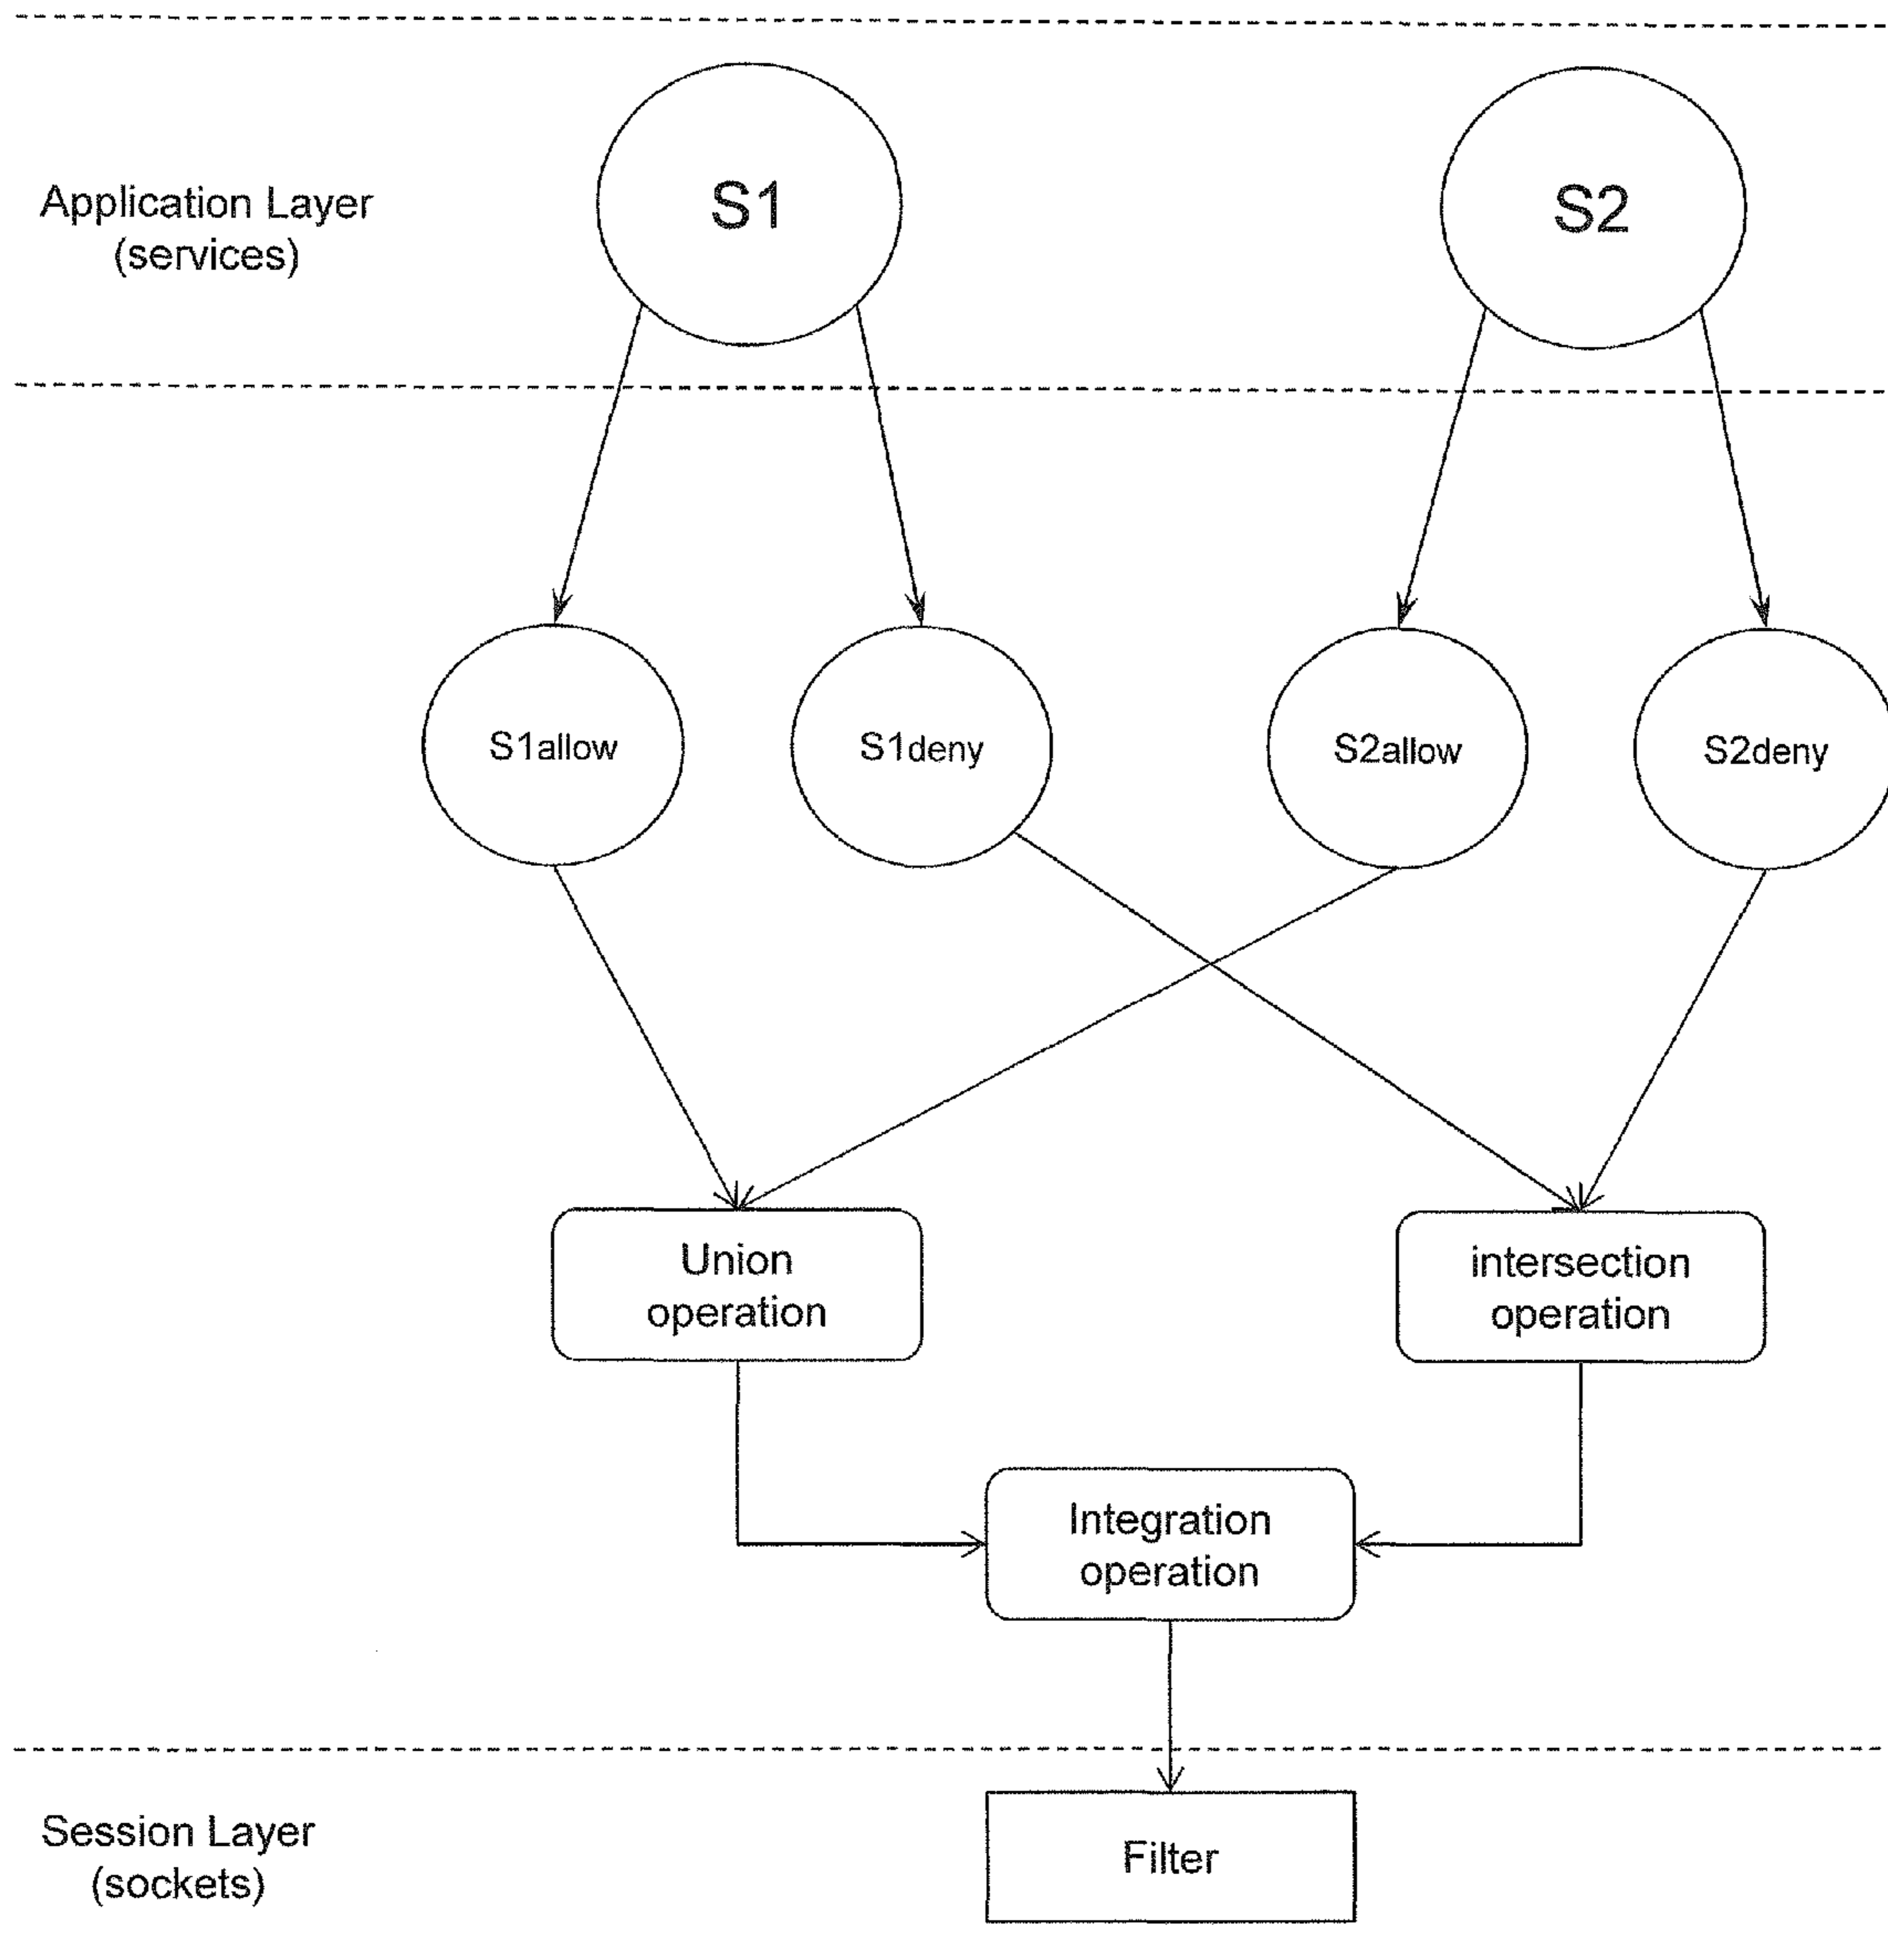 S1
S2
Application Layer
(services)
S1allow
S1deny
S2allow
S2deny
Union
operation
intersection
operation
Integration
operation
Session Layer
(sockets)
Filter